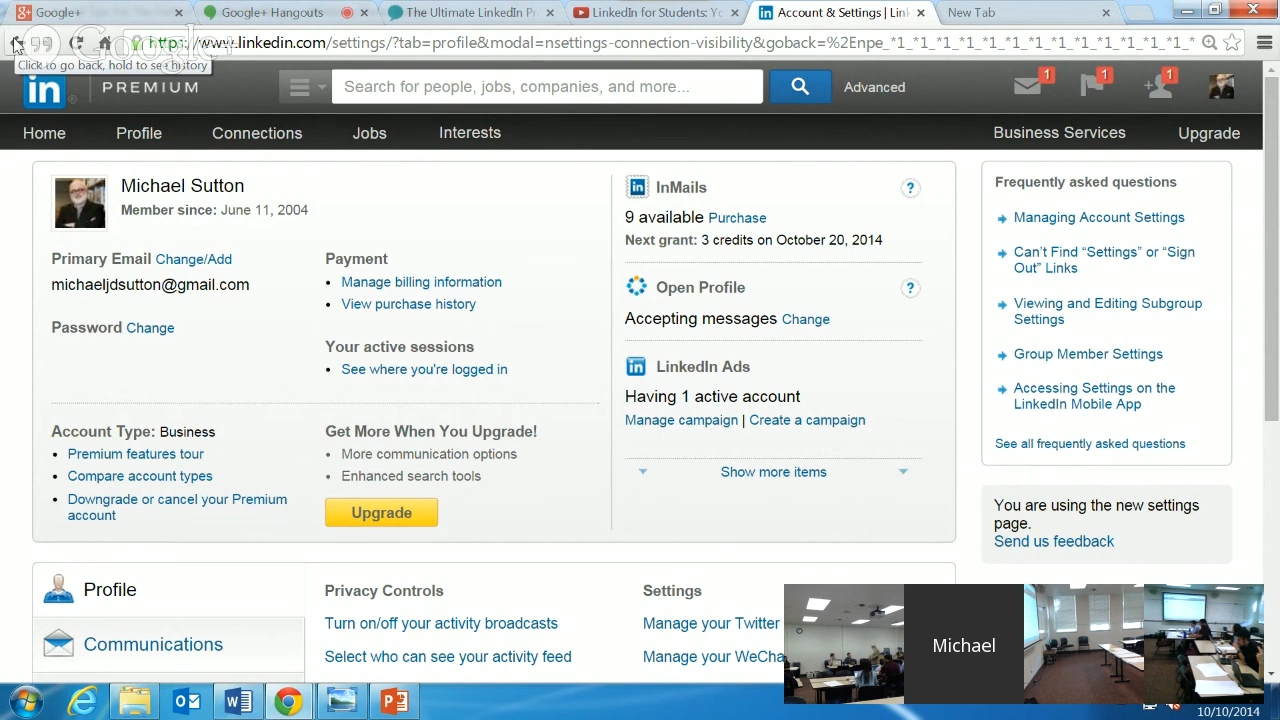 Google+
Google+ Hangouts
The Ultimate LinkedIn Pro
LinkedIn for Students: Yo
Account & Settings | Link
New Tab
https://www.linkedin.com/settings/?tab=profile&modal=nsettings-connection-visibility&goback=%2Enpe_*1_*1_*1_*1_*1_*1_*1_*1_*1_*1_*
Click to go back, hold to see history
in PREMIUM
Search for people, jobs, companies, and more...
Advanced
1
1
1
Home Profile Connections Jobs Interests Business Services Upgrade
Michael Sutton
Member since: June 11, 2004
Primary Email Change/Add
michaeljdsutton@gmail.com
Password Change
Payment
• Manage billing information
• View purchase history
Your active sessions
• See where you're logged in
Account Type: Business
• Premium features tour
• Compare account types
• Downgrade or cancel your Premium
account
Get More When You Upgrade!
• More communication options
• Enhanced search tools
Upgrade
InMails ?
9 available Purchase
Next grant: 3 credits on October 20, 2014
Open Profile ?
Accepting messages Change
LinkedIn Ads
Having 1 active account
Manage campaign | Create a campaign
Show more items
Frequently asked questions
Managing Account Settings
Can't Find "Settings" or "Sign
Out" Links
Viewing and Editing Subgroup
Settings
Group Member Settings
Accessing Settings on the
LinkedIn Mobile App
See all frequently asked questions
You are using the new settings
page.
Send us feedback
Profile
Communications
Privacy Controls
Turn on/off your activity broadcasts
Select who can see your activity feed
Settings
Manage your Twitter
Manage your WeCha
Michael
10/10/2014